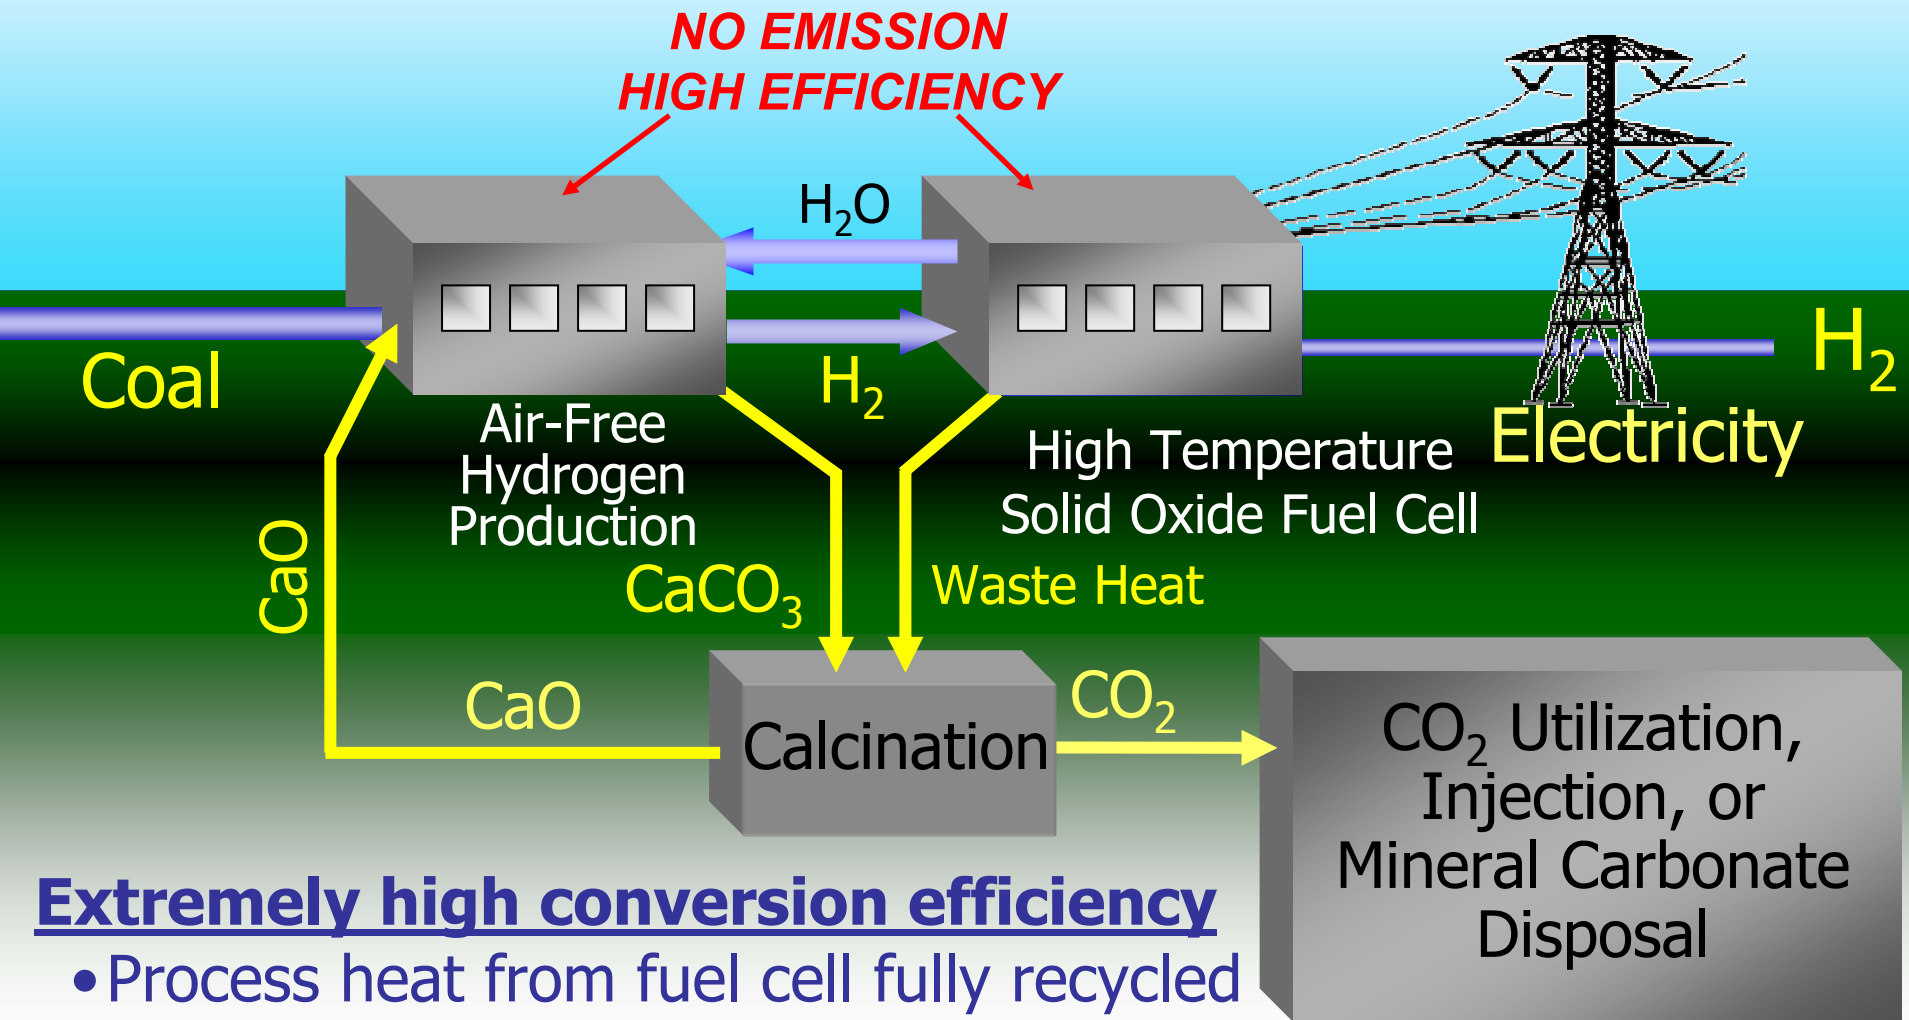 NO EMISSION
HIGH EFFICIENCY
H₂O
Coal
H₂
H₂
Air-Free
Hydrogen
Production
High Temperature
Solid Oxide Fuel Cell
Electricity
CaO
CaCO₃
Waste Heat
CaO
Calcination
CO₂
CO₂ Utilization,
Injection, or
Mineral Carbonate
Disposal
Extremely high conversion efficiency
•Process heat from fuel cell fully recycled